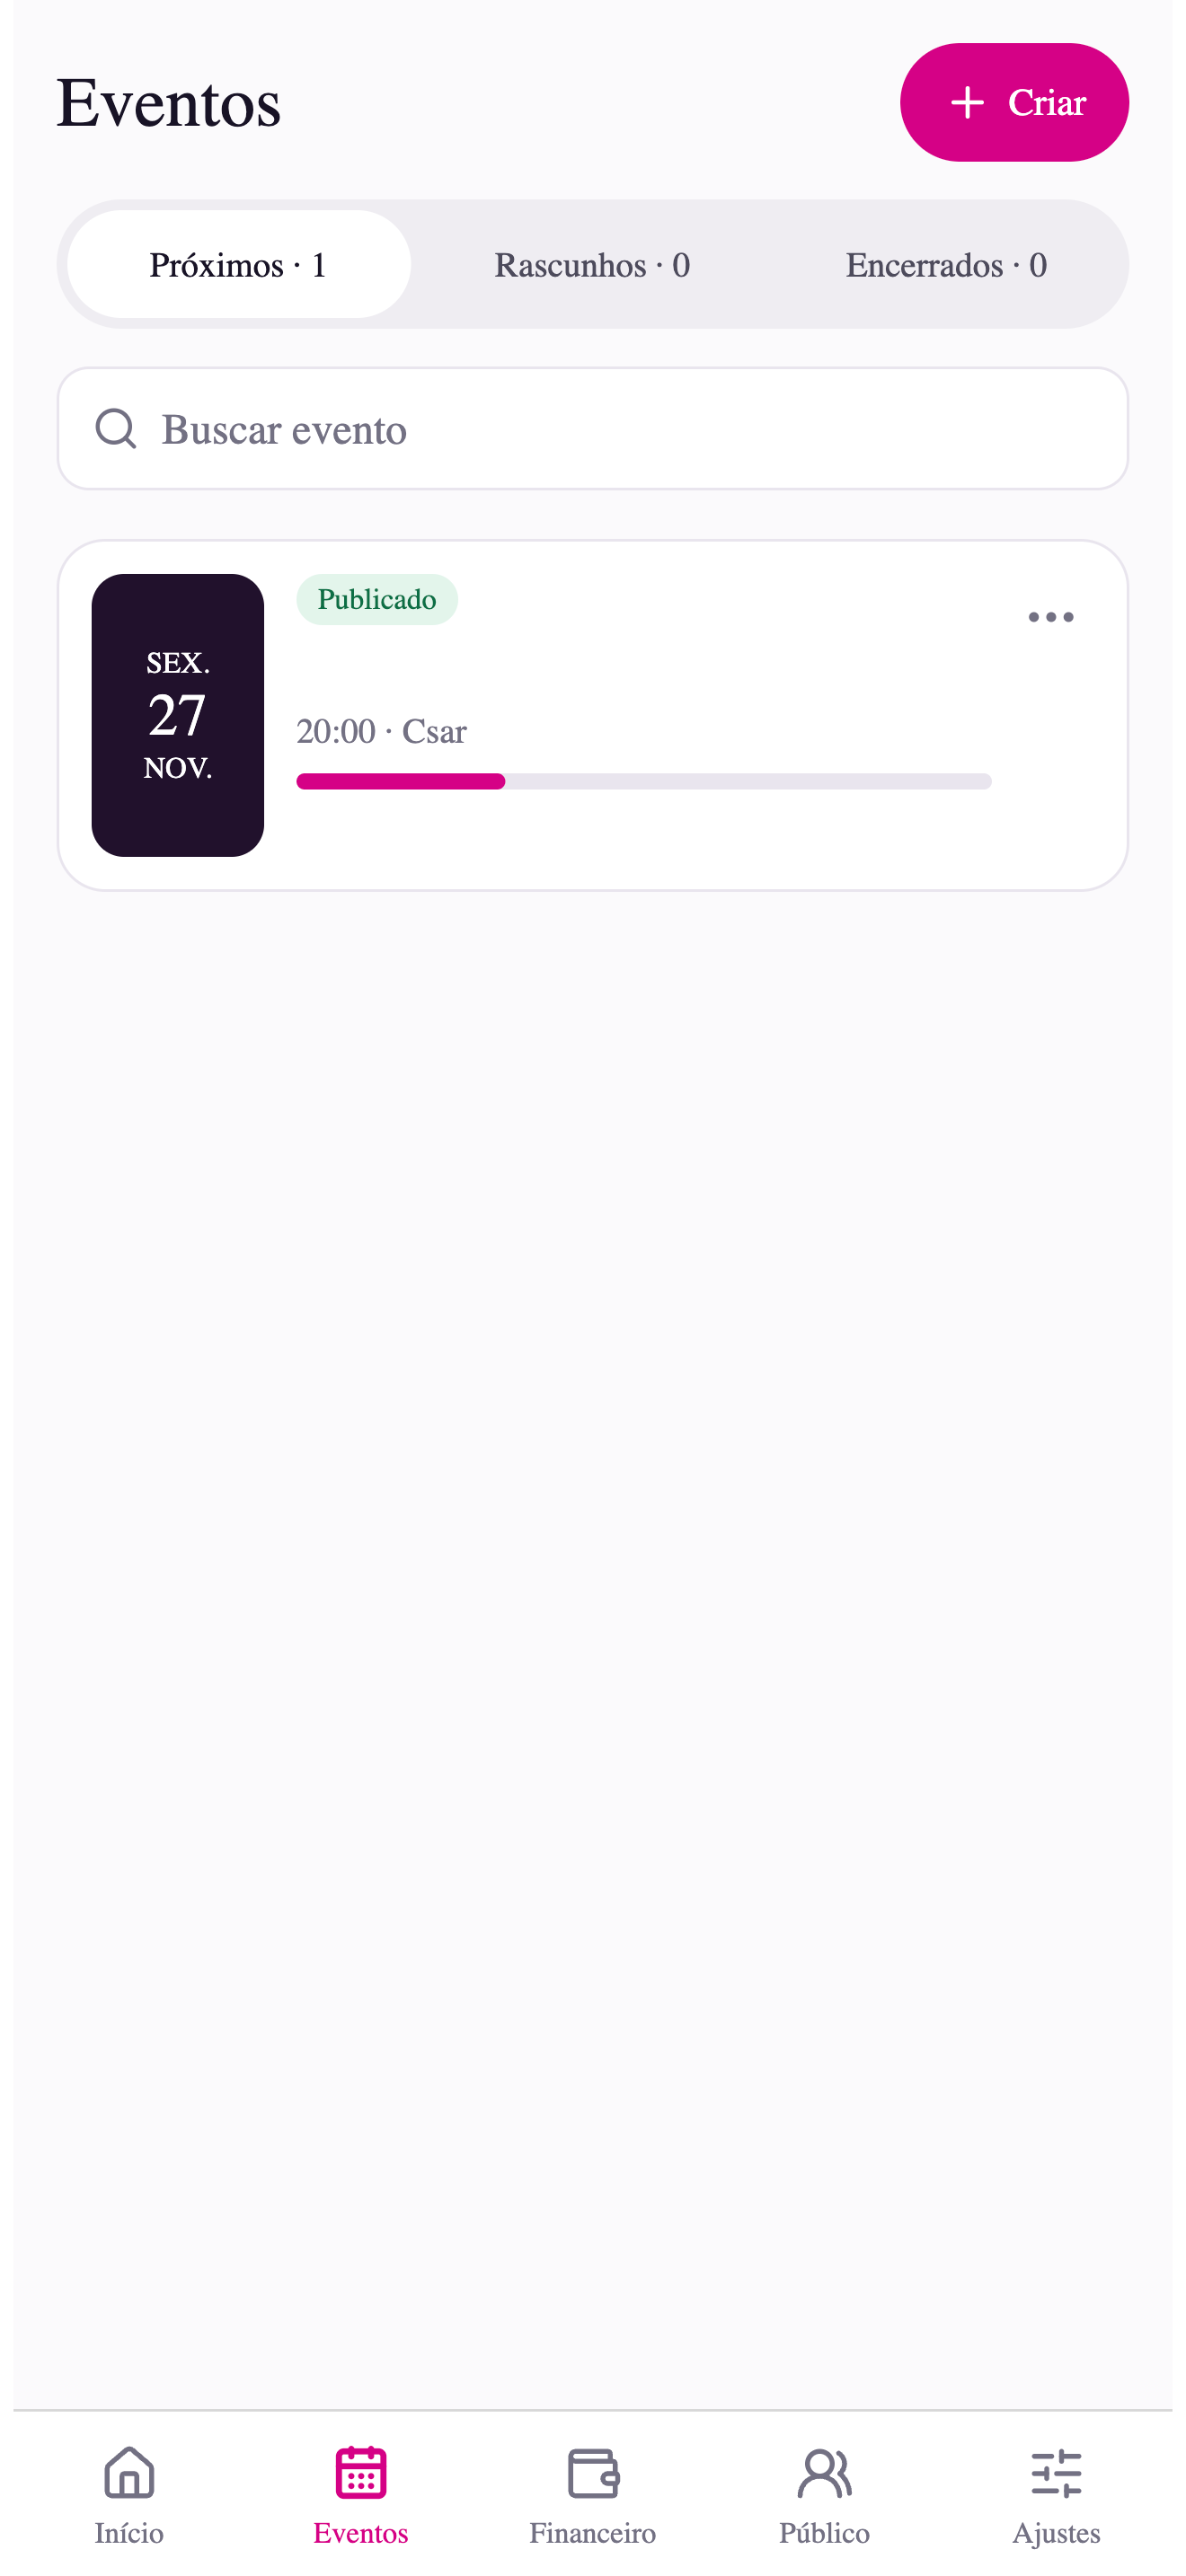 Eventos
Criar
Próximos · 1
Rascunhos · 0
Encerrados · 0
Buscar evento
SEX.
27
NOV.
Publicado
20:00 · Csar
Início
Eventos
Financeiro
Público
Ajustes